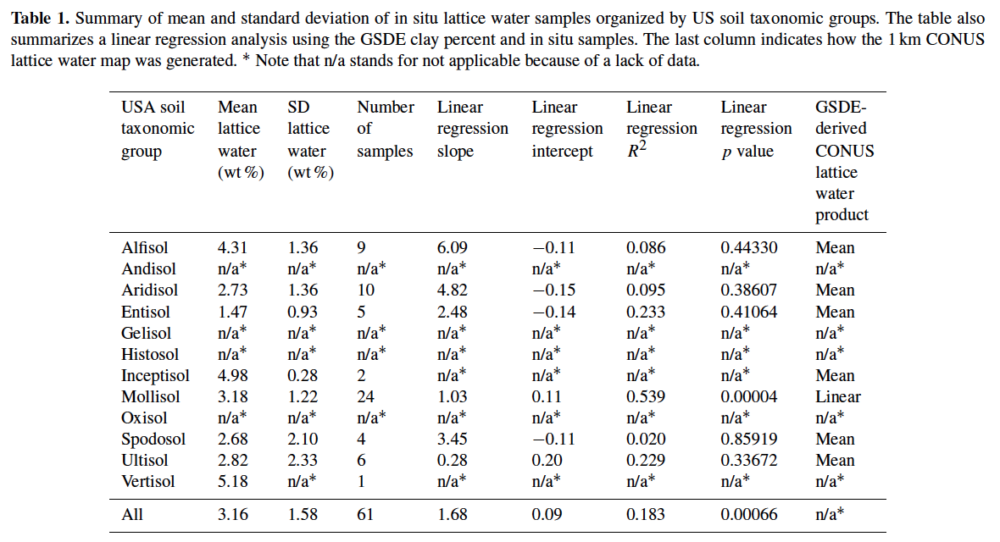 Table 1. Summary of mean and standard deviation of in situ lattice water samples organized by US soil taxonomic groups. The table also
summarizes a linear regression analysis using the GSDE clay percent and in situ samples. The last column indicates how the 1 km CONUS
lattice water map was generated. * Note that n/a stands for not applicable because of a lack of data.
USA soil Mean SD Number Linear Linear Linear Linear GSDE-
taxonomic lattice lattice of regression regression regression regression derived
group water water samples slope intercept R² p value CONUS
(wt %) (wt %) lattice
water
product
Alfisol 4.31 1.36 9 6.09 −0.11 0.086 0.44330 Mean
Andisol n/a* n/a* n/a* n/a* n/a* n/a* n/a* n/a*
Aridisol 2.73 1.36 10 4.82 −0.15 0.095 0.38607 Mean
Entisol 1.47 0.93 5 2.48 −0.14 0.233 0.41064 Mean
Gelisol n/a* n/a* n/a* n/a* n/a* n/a* n/a* n/a*
Histosol n/a* n/a* n/a* n/a* n/a* n/a* n/a* n/a*
Inceptisol 4.98 0.28 2 n/a* n/a* n/a* n/a* Mean
Mollisol 3.18 1.22 24 1.03 0.11 0.539 0.00004 Linear
Oxisol n/a* n/a* n/a* n/a* n/a* n/a* n/a* n/a*
Spodosol 2.68 2.10 4 3.45 −0.11 0.020 0.85919 Mean
Ultisol 2.82 2.33 6 0.28 0.20 0.229 0.33672 Mean
Vertisol 5.18 n/a* 1 n/a* n/a* n/a* n/a* n/a*
All 3.16 1.58 61 1.68 0.09 0.183 0.00066 n/a*